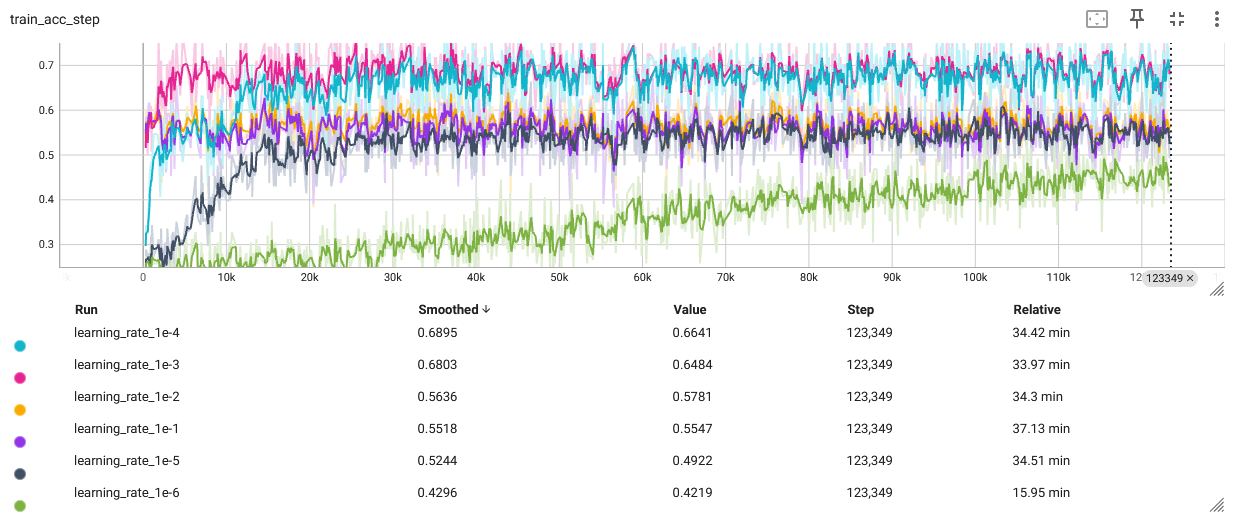 train_acc_step
0.7
0.6
0.5
0.4
0.3
0 10k 20k 30k 40k 50k 60k 70k 80k 90k 100k 110k 12 123349 ×
Run Smoothed ↓ Value Step Relative
learning_rate_1e-4 0.6895 0.6641 123,349 34.42 min
learning_rate_1e-3 0.6803 0.6484 123,349 33.97 min
learning_rate_1e-2 0.5636 0.5781 123,349 34.3 min
learning_rate_1e-1 0.5518 0.5547 123,349 37.13 min
learning_rate_1e-5 0.5244 0.4922 123,349 34.51 min
learning_rate_1e-6 0.4296 0.4219 123,349 15.95 min